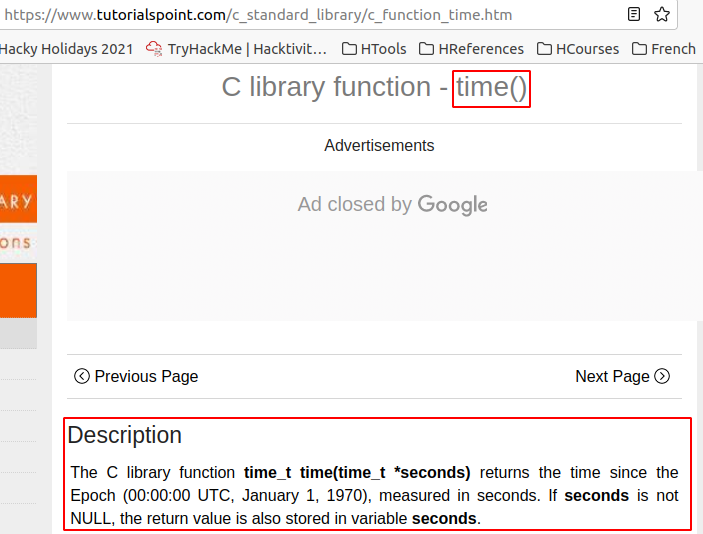 https://www.tutorialspoint.com/c_standard_library/c_function_time.htm
Hacky Holidays 2021 TryHackMe | Hacktivit… HTools HReferences HCourses French
C library function - time()
Advertisements
ARY
Ad closed by Google
ons
Previous Page Next Page
Description
The C library function time_t time(time_t *seconds) returns the time since the
Epoch (00:00:00 UTC, January 1, 1970), measured in seconds. If seconds is not
NULL, the return value is also stored in variable seconds.